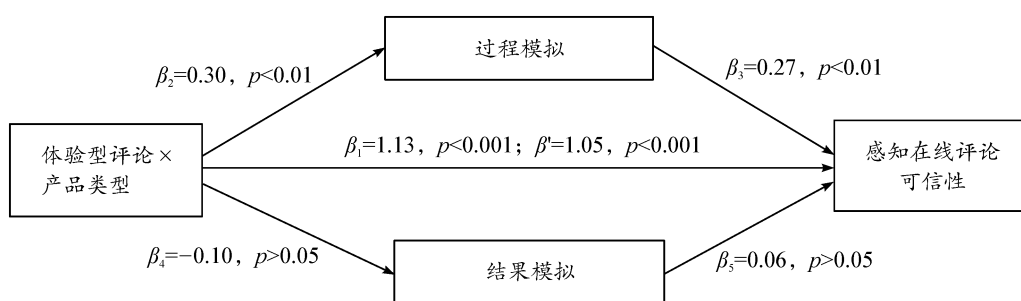 过程模拟
β₂=0.30，p<0.01
β₃=0.27，p<0.01
体验型评论×
产品类型
β₁=1.13，p<0.001；β'=1.05，p<0.001
感知在线评论
可信性
β₄=−0.10，p>0.05
结果模拟
β₅=0.06，p>0.05